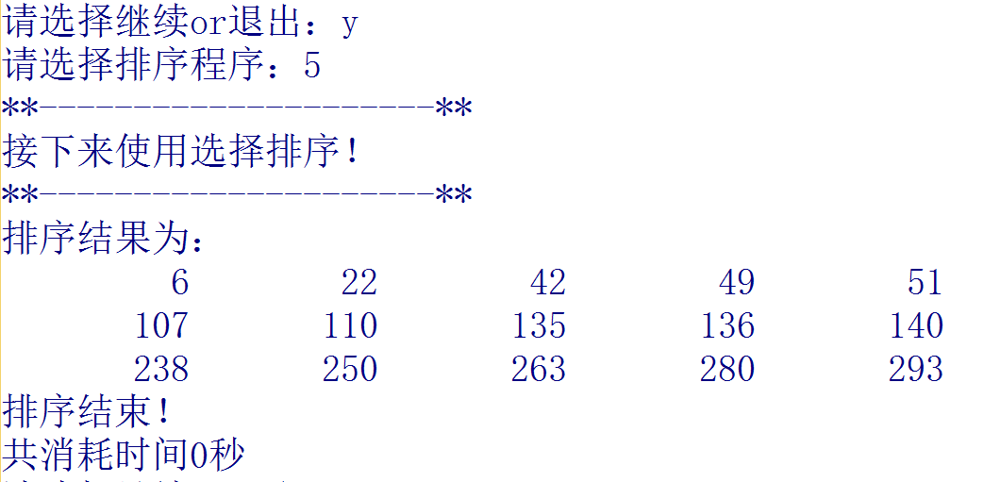 请选择继续or退出：y
请选择排序程序：5
**---------------------**
接下来使用选择排序！
**---------------------**
排序结果为：
6 22 42 49 51
107 110 135 136 140
238 250 263 280 293
排序结束！
共消耗时间0秒